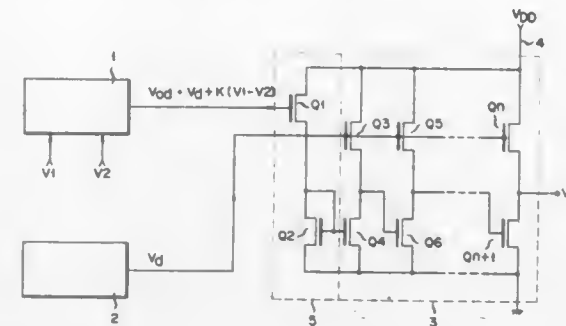 VDD
4
1
Vod = Vd + K(V1-V2)
Q1
Q3
Q5
Qn
V1
V2
Q2
Q4
Q6
Qn+1
Vd
2
5
3